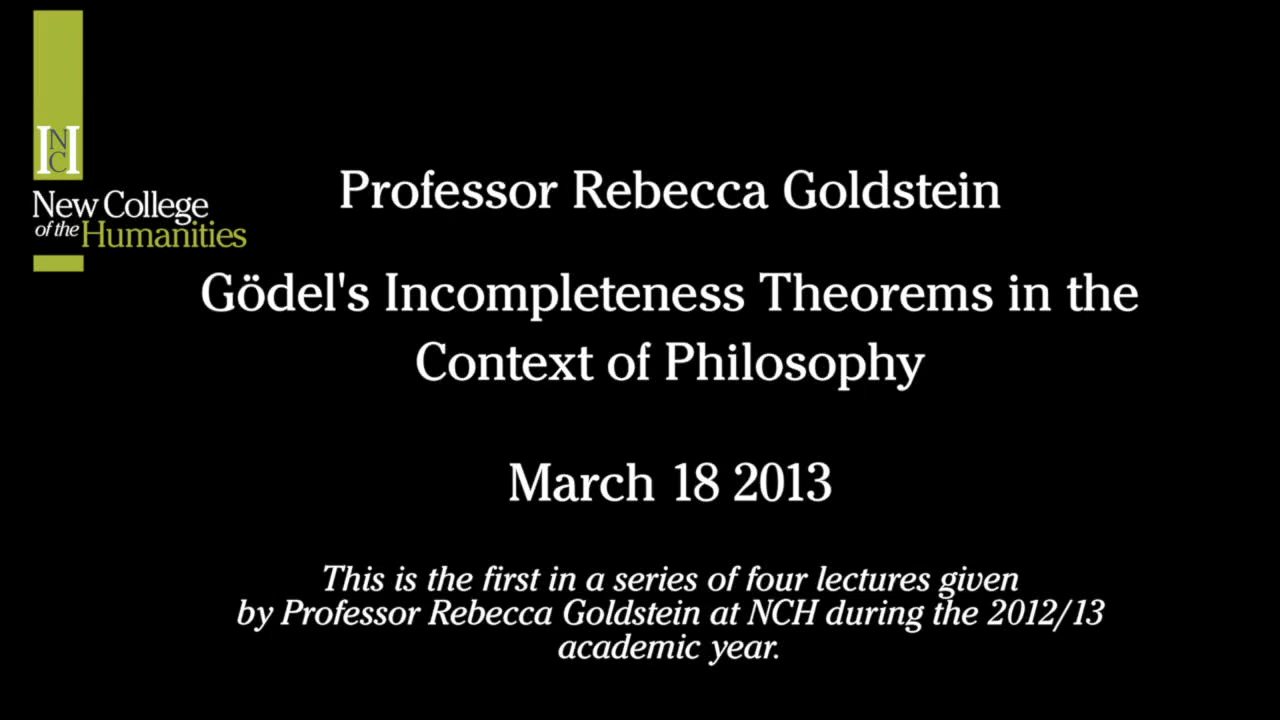 NCH
New College
of the Humanities
Professor Rebecca Goldstein
Gödel's Incompleteness Theorems in the
Context of Philosophy
March 18 2013
This is the first in a series of four lectures given
by Professor Rebecca Goldstein at NCH during the 2012/13
academic year.